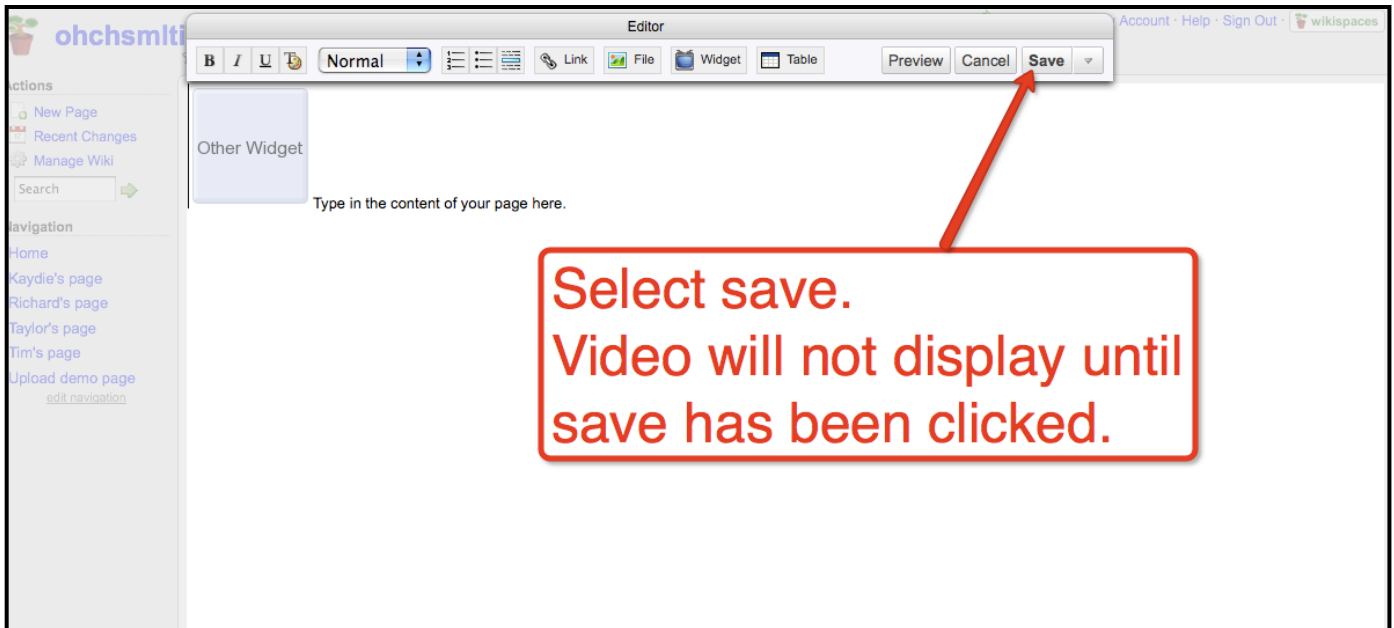 Editor
Account · Help · Sign Out · wikispaces
ohchsmlti
B I U Normal Link File Widget Table Preview Cancel Save
Actions
New Page
Recent Changes
Manage Wiki
Search
Other Widget
Type in the content of your page here.
Navigation
Home
Kaydie's page
Richard's page
Taylor's page
Tim's page
Upload demo page
edit navigation
Select save.
Video will not display until
save has been clicked.